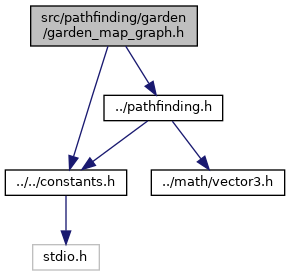 src/pathfinding/garden
/garden_map_graph.h
../pathfinding.h
../../constants.h
../math/vector3.h
stdio.h